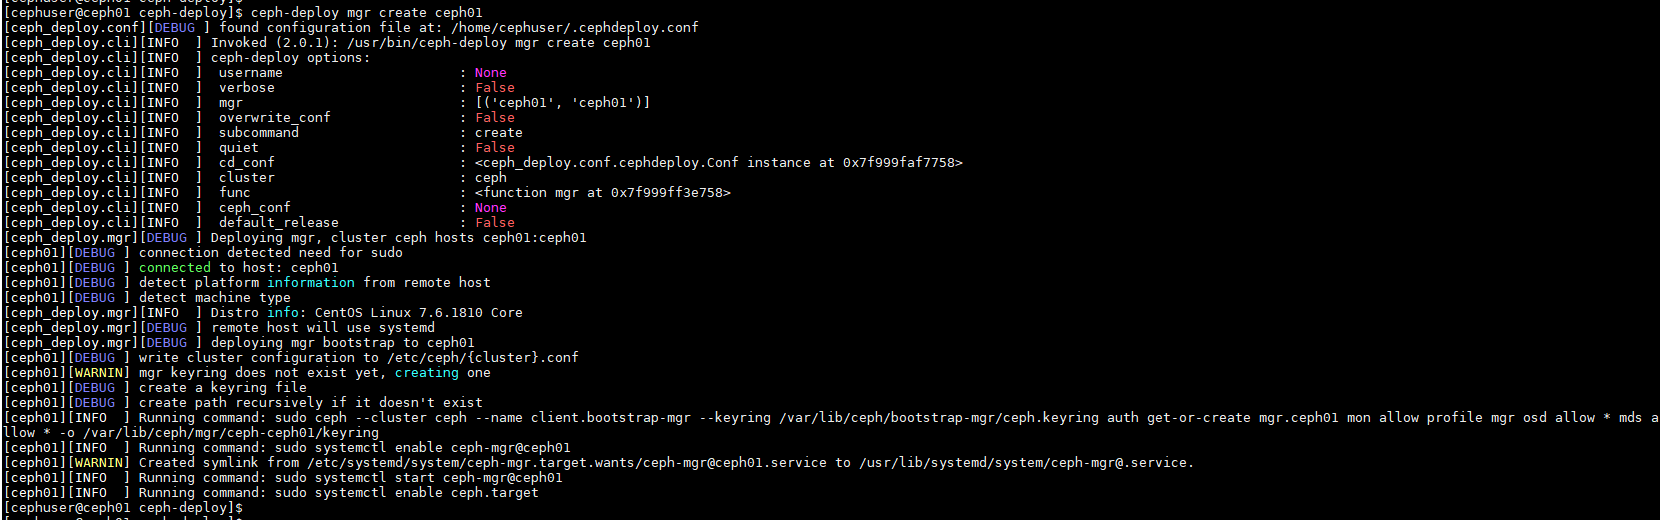 [cephuser@ceph01 ceph-deploy]$ ceph-deploy mgr create ceph01
[ceph_deploy.conf][DEBUG ] found configuration file at: /home/cephuser/.cephdeploy.conf
[ceph_deploy.cli][INFO  ] Invoked (2.0.1): /usr/bin/ceph-deploy mgr create ceph01
[ceph_deploy.cli][INFO  ] ceph-deploy options:
[ceph_deploy.cli][INFO  ]  username                      : None
[ceph_deploy.cli][INFO  ]  verbose                       : False
[ceph_deploy.cli][INFO  ]  mgr                           : [('ceph01', 'ceph01')]
[ceph_deploy.cli][INFO  ]  overwrite_conf                : False
[ceph_deploy.cli][INFO  ]  subcommand                    : create
[ceph_deploy.cli][INFO  ]  quiet                         : False
[ceph_deploy.cli][INFO  ]  cd_conf                       : <ceph_deploy.conf.cephdeploy.Conf instance at 0x7f999faf7758>
[ceph_deploy.cli][INFO  ]  cluster                       : ceph
[ceph_deploy.cli][INFO  ]  func                          : <function mgr at 0x7f999ff3e758>
[ceph_deploy.cli][INFO  ]  ceph_conf                     : None
[ceph_deploy.cli][INFO  ]  default_release               : False
[ceph_deploy.mgr][DEBUG ] Deploying mgr, cluster ceph hosts ceph01:ceph01
[ceph01][DEBUG ] connection detected need for sudo
[ceph01][DEBUG ] connected to host: ceph01
[ceph01][DEBUG ] detect platform information from remote host
[ceph01][DEBUG ] detect machine type
[ceph_deploy.mgr][INFO  ] Distro info: CentOS Linux 7.6.1810 Core
[ceph_deploy.mgr][DEBUG ] remote host will use systemd
[ceph_deploy.mgr][DEBUG ] deploying mgr bootstrap to ceph01
[ceph01][DEBUG ] write cluster configuration to /etc/ceph/{cluster}.conf
[ceph01][WARNIN] mgr keyring does not exist yet, creating one
[ceph01][DEBUG ] create a keyring file
[ceph01][DEBUG ] create path recursively if it doesn't exist
[ceph01][INFO  ] Running command: sudo ceph --cluster ceph --name client.bootstrap-mgr --keyring /var/lib/ceph/bootstrap-mgr/ceph.keyring auth get-or-create mgr.ceph01 mon allow profile mgr osd allow * mds a
llow * -o /var/lib/ceph/mgr/ceph-ceph01/keyring
[ceph01][INFO  ] Running command: sudo systemctl enable ceph-mgr@ceph01
[ceph01][WARNIN] Created symlink from /etc/systemd/system/ceph-mgr.target.wants/ceph-mgr@ceph01.service to /usr/lib/systemd/system/ceph-mgr@.service.
[ceph01][INFO  ] Running command: sudo systemctl start ceph-mgr@ceph01
[ceph01][INFO  ] Running command: sudo systemctl enable ceph.target
[cephuser@ceph01 ceph-deploy]$